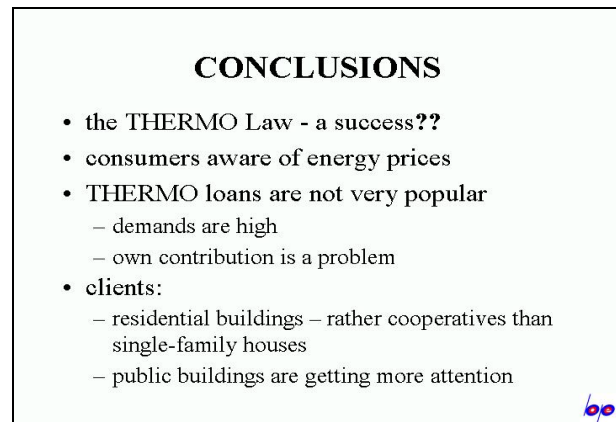 CONCLUSIONS
• the THERMO Law - a success??
• consumers aware of energy prices
• THERMO loans are not very popular
– demands are high
– own contribution is a problem
• clients:
– residential buildings – rather cooperatives than
single-family houses
– public buildings are getting more attention